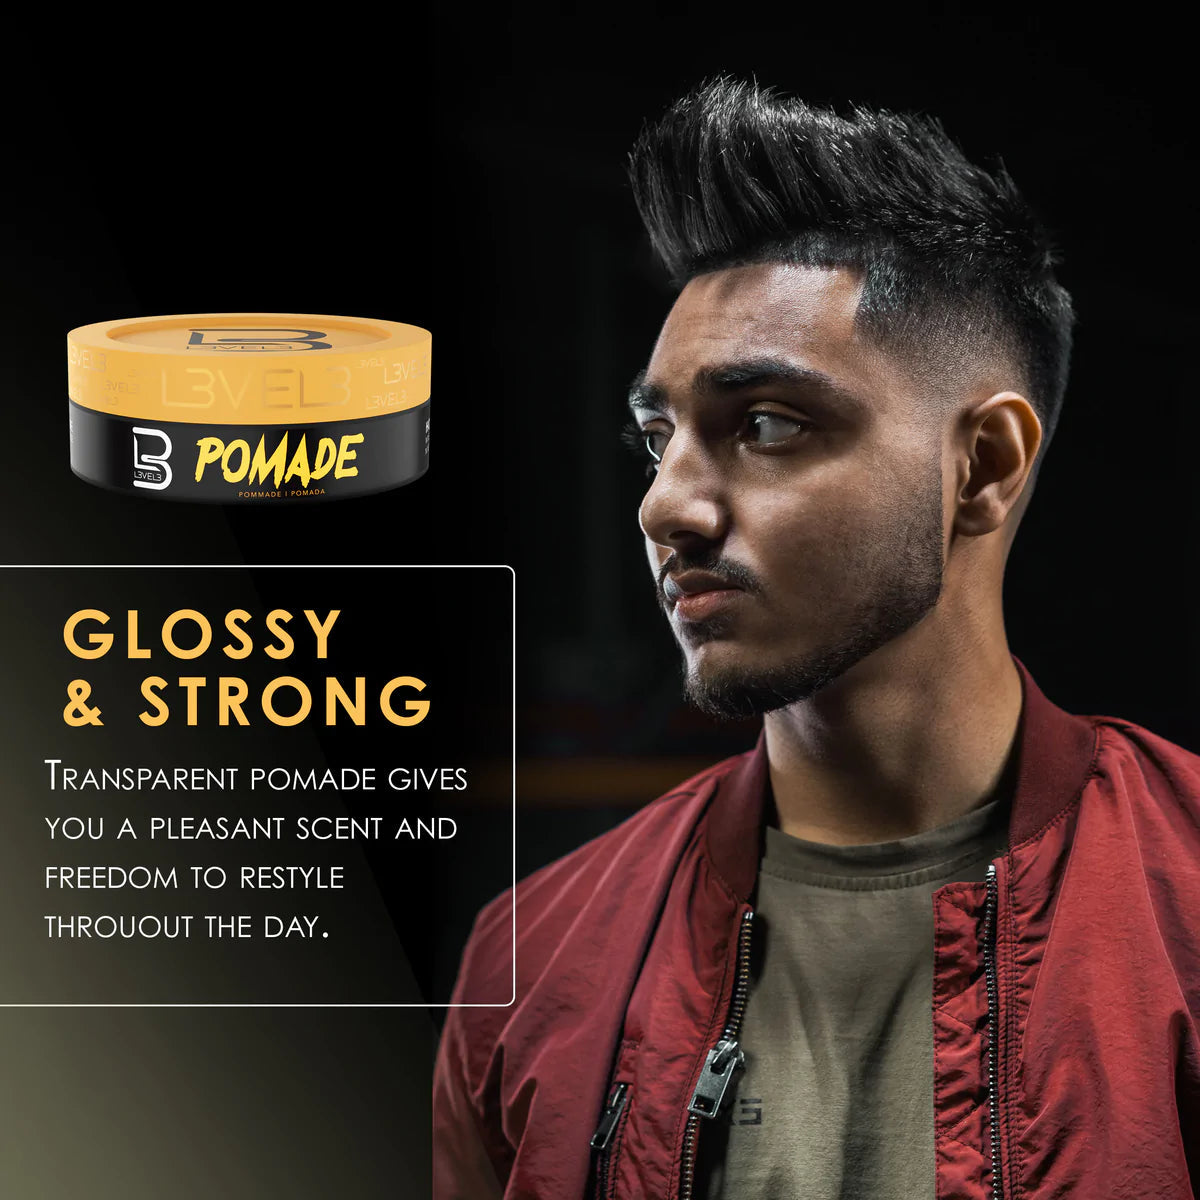 L3VEL3
L3VEL3
L3VEL3
L3VEL3
POMADE
L3VEL3
POMMADE | POMADA
GLOSSY
& STRONG
TRANSPARENT POMADE GIVES
YOU A PLEASANT SCENT AND
FREEDOM TO RESTYLE
THROUOUT THE DAY.